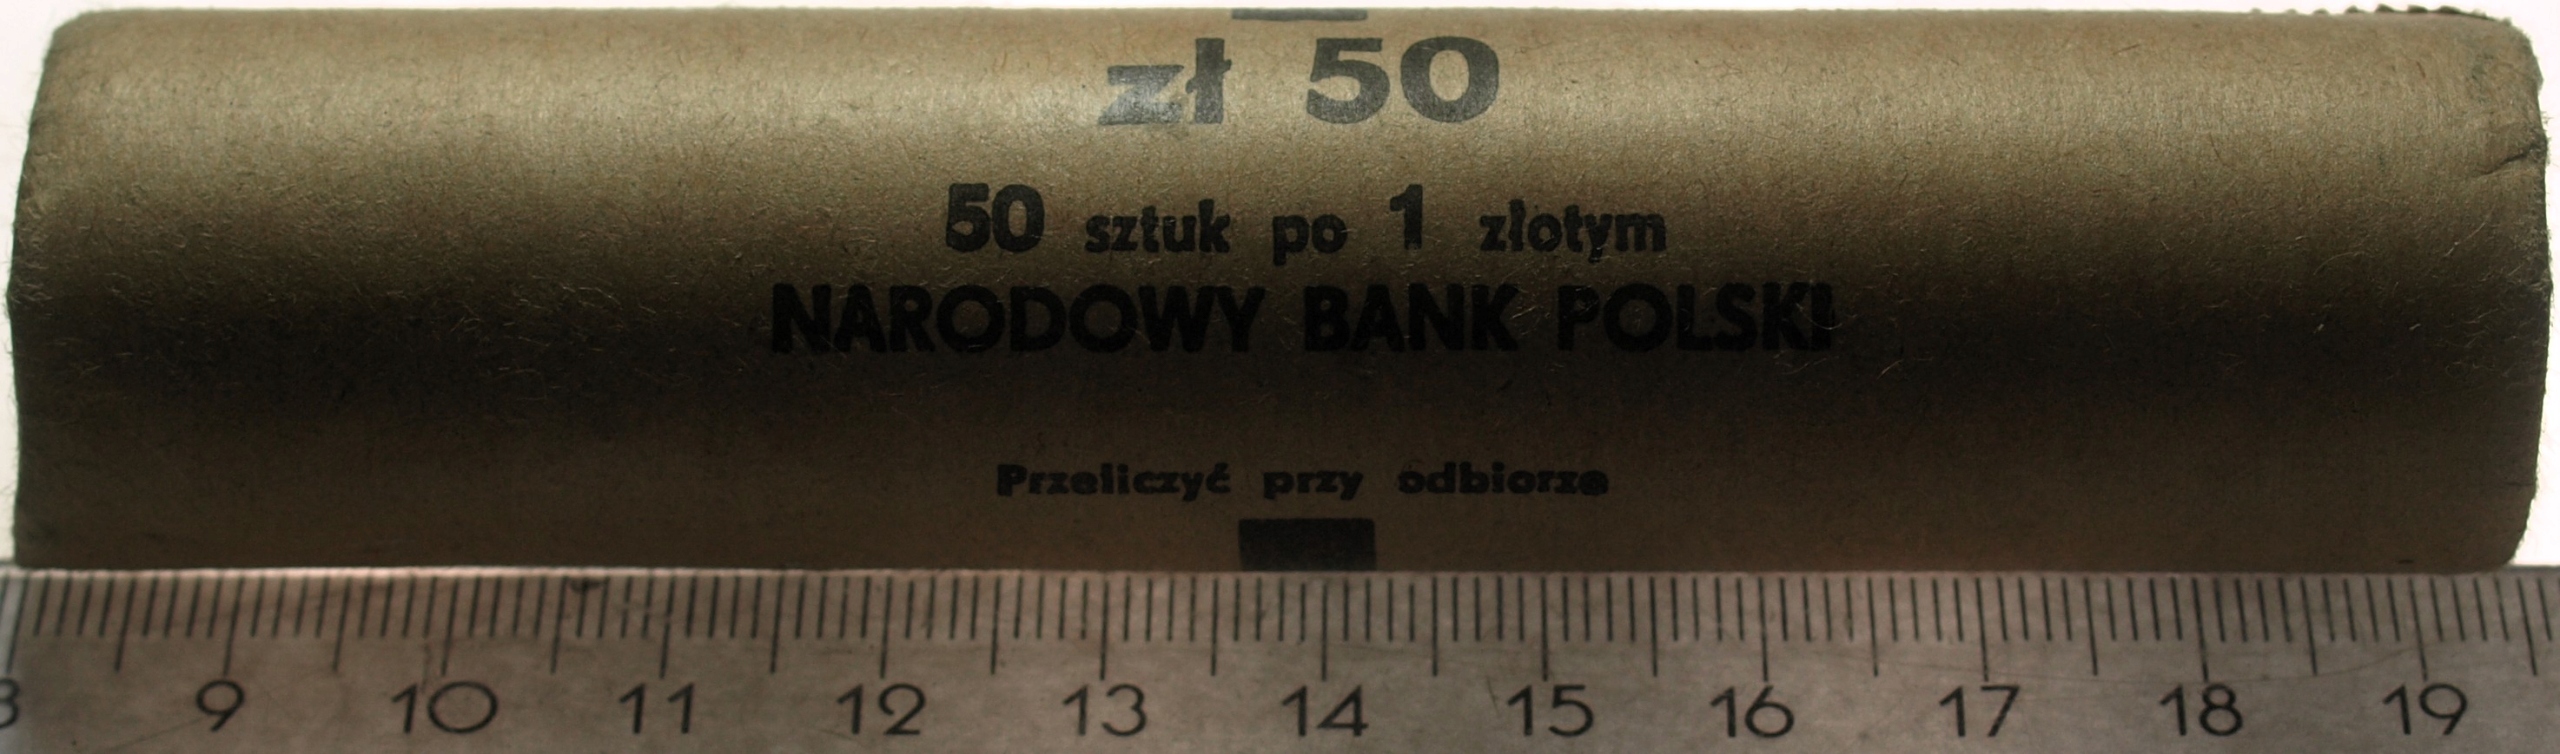 zł 50
50 sztuk po 1 złotym
NARODOWY BANK POLSKI
Przeliczyć przy odbiorze
8 9 10 11 12 13 14 15 16 17 18 19